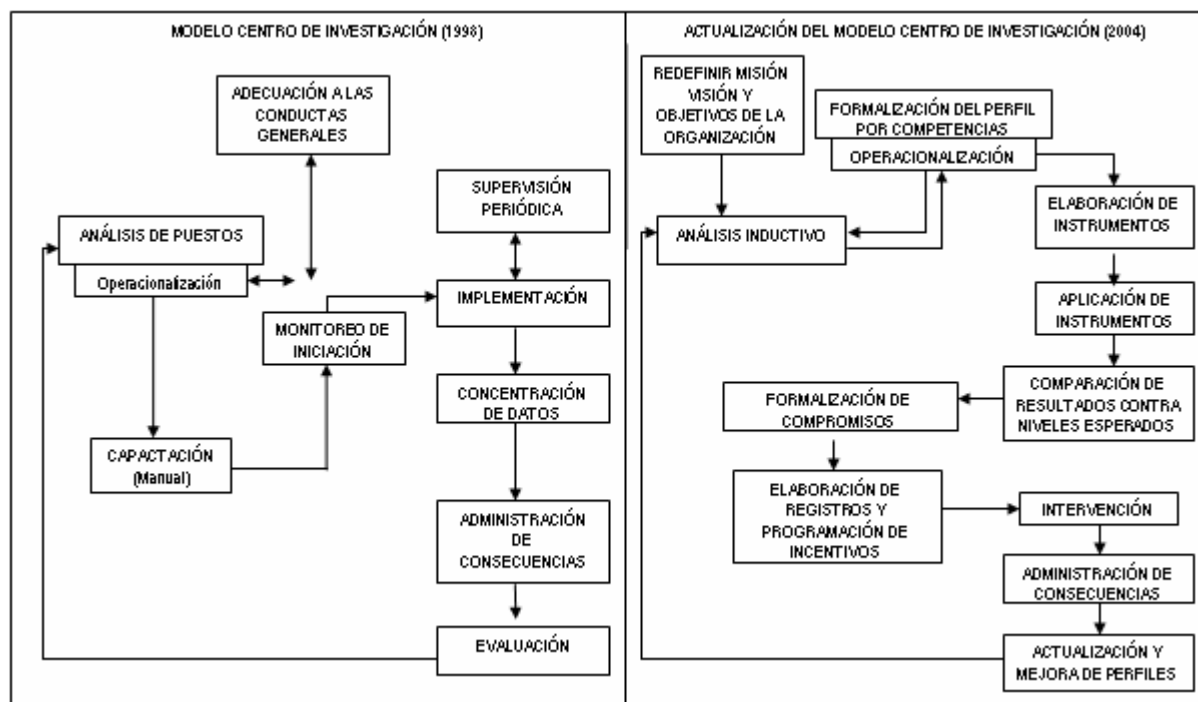 MODELO CENTRO DE INVESTIGACIÓN (1998)
ADECUACIÓN A LAS
CONDUCTAS
GENERALES
SUPERVISIÓN
PERIÓDICA
ANÁLISIS DE PUESTOS
Operacionalización
IMPLEMENTACIÓN
MONITOREO DE
INICIACIÓN
CONCENTRACIÓN
DE DATOS
CAPACTACIÓN
(Manual)
ADMINISTRACIÓN
DE
CONSECUENCIAS
EVALUACIÓN
ACTUALIZACIÓN DEL MODELO CENTRO DE INVESTIGACIÓN (2004)
REDEFINIR MISIÓN
VISIÓN Y
OBJETIVOS DE LA
ORGANIZACIÓN
FORMALIZACIÓN DEL PERFIL
POR COMPETENCIAS
OPERACIONALIZACIÓN
ANÁLISIS INDUCTIVO
ELABORACIÓN DE
INSTRUMENTOS
APLICACIÓN DE
INSTRUMENTOS
COMPARACIÓN DE
RESULTADOS CONTRA
NIVELES ESPERADOS
FORMALIZACIÓN DE
COMPROMISOS
ELABORACIÓN DE
REGISTROS Y
PROGRAMACIÓN DE
INCENTIVOS
INTERVENCIÓN
ADMINISTRACIÓN DE
CONSECUENCIAS
ACTUALIZACIÓN Y
MEJORA DE PERFILES